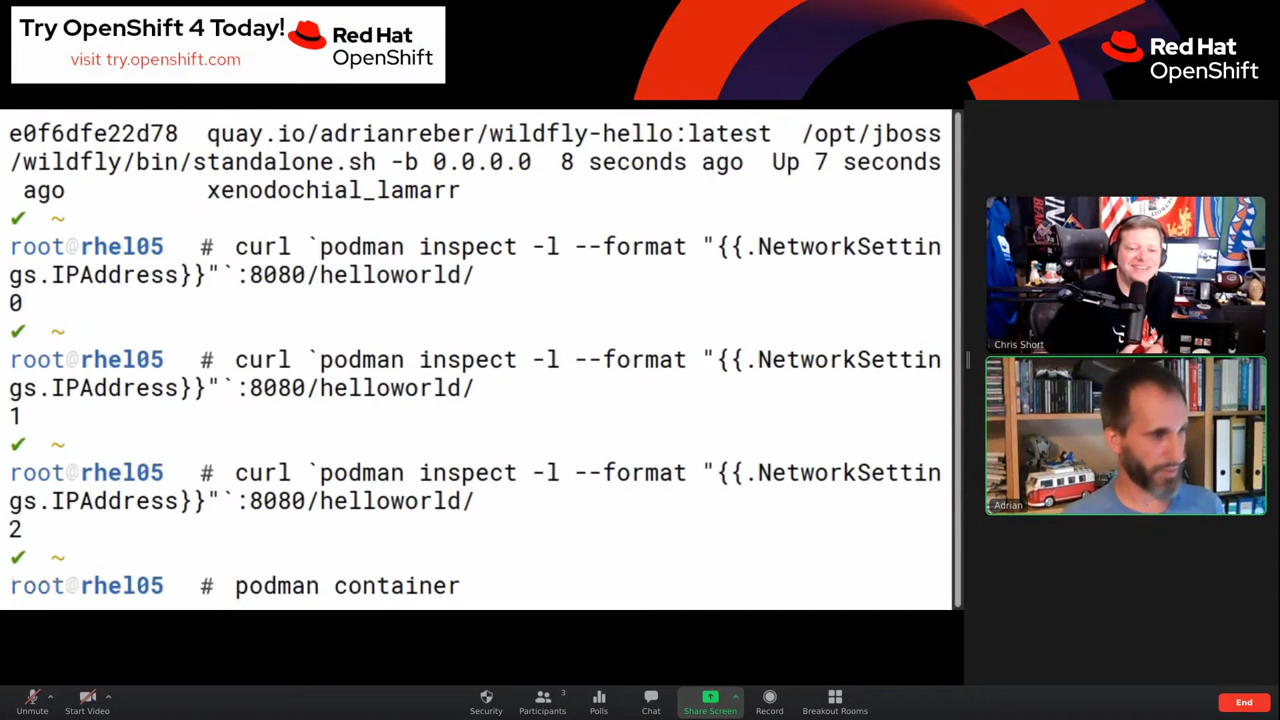 Try OpenShift 4 Today!
visit try.openshift.com
Red Hat
OpenShift
Red Hat
OpenShift
e0f6dfe22d78  quay.io/adrianreber/wildfly-hello:latest  /opt/jboss
/wildfly/bin/standalone.sh -b 0.0.0.0  8 seconds ago  Up 7 seconds
 ago          xenodochial_lamarr
✔  ~
root@rhel05  # curl `podman inspect -l --format "{{.NetworkSettin
gs.IPAddress}}"`:8080/helloworld/
0
✔  ~
root@rhel05  # curl `podman inspect -l --format "{{.NetworkSettin
gs.IPAddress}}"`:8080/helloworld/
1
✔  ~
root@rhel05  # curl `podman inspect -l --format "{{.NetworkSettin
gs.IPAddress}}"`:8080/helloworld/
2
✔  ~
root@rhel05  # podman container
Chris Short
Adrian
Unmute
Start Video
Security
Participants
3
Polls
Chat
Share Screen
Record
Breakout Rooms
End